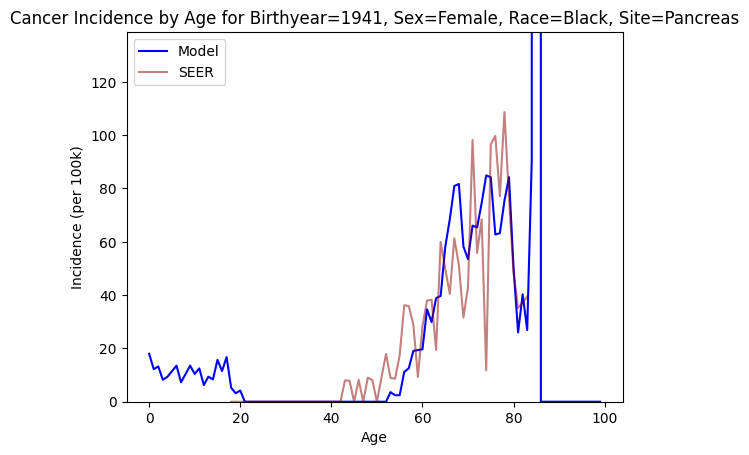 Cancer Incidence by Age for Birthyear=1941, Sex=Female, Race=Black, Site=Pancreas
Model
SEER
120
100
80
60
40
20
0
Incidence (per 100k)
0 20 40 60 80 100
Age